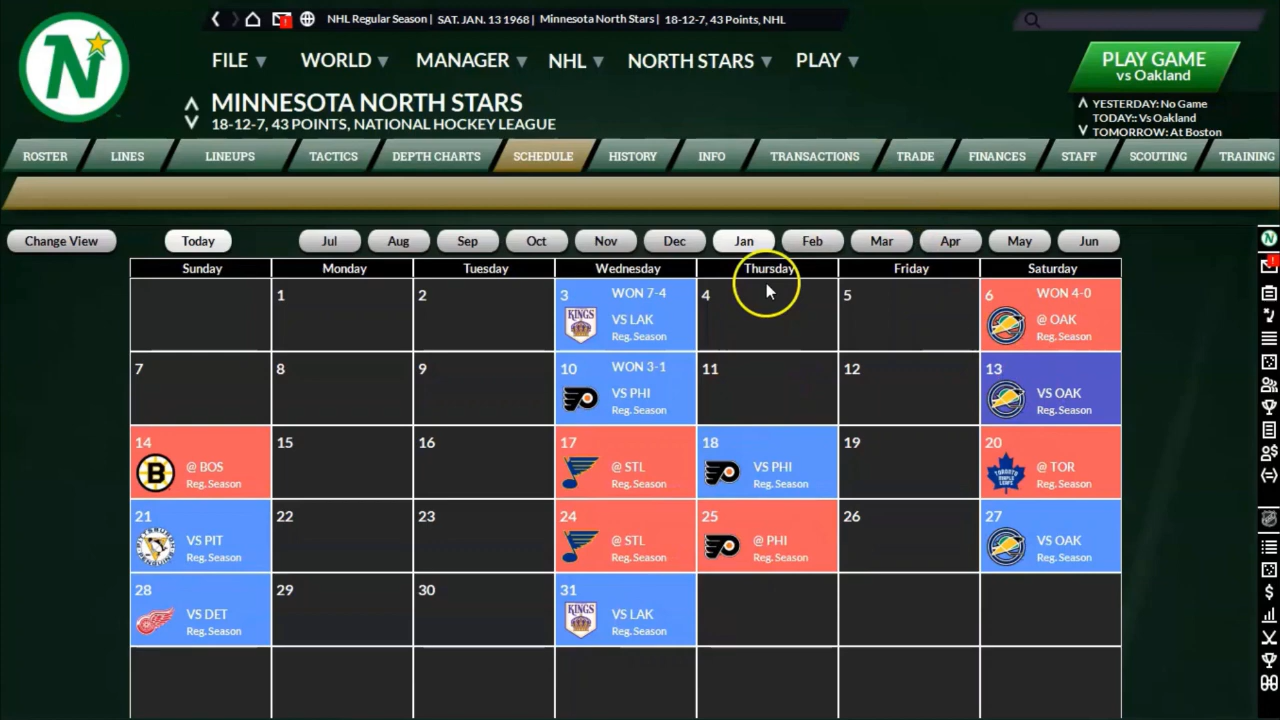 NHL Regular Season | SAT. JAN. 13 1968 | Minnesota North Stars | 18-12-7, 43 Points, NHL
FILE WORLD MANAGER NHL NORTH STARS PLAY
PLAY GAME
vs Oakland
MINNESOTA NORTH STARS
18-12-7, 43 POINTS, NATIONAL HOCKEY LEAGUE
YESTERDAY: No Game
TODAY:: Vs Oakland
TOMORROW: At Boston
ROSTER LINES LINEUPS TACTICS DEPTH CHARTS SCHEDULE HISTORY INFO TRANSACTIONS TRADE FINANCES STAFF SCOUTING TRAINING
Change View Today Jul Aug Sep Oct Nov Dec Jan Feb Mar Apr May Jun
Sunday Monday Tuesday Wednesday Thursday Friday Saturday
1 2 3 WON 7-4 4 5 6 WON 4-0
KINGS VS LAK @ OAK
Reg. Season Reg. Season
7 8 9 10 WON 3-1 11 12 13
VS PHI VS OAK
Reg. Season Reg. Season
14 15 16 17 18 19 20
B @ BOS @ STL VS PHI @ TOR
Reg. Season Reg. Season Reg. Season Reg. Season
21 22 23 24 25 26 27
VS PIT @ STL @ PHI VS OAK
Reg. Season Reg. Season Reg. Season Reg. Season
28 29 30 31
VS DET KINGS VS LAK
Reg. Season Reg. Season